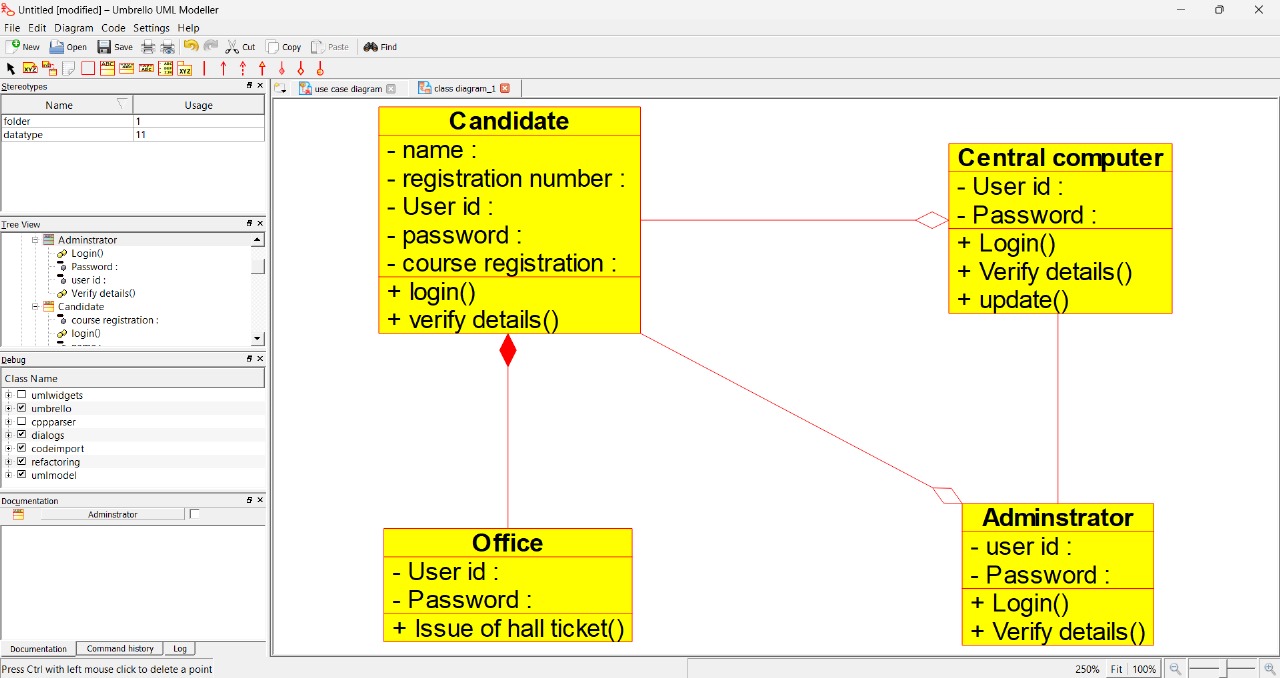 Untitled [modified] – Umbrello UML Modeller
File Edit Diagram Code Settings Help
New Open Save Cut Copy Paste Find
Stereotypes
Name Usage
folder 1
datatype 11
Tree View
Adminstrator
Login()
Password :
user id :
Verify details()
Candidate
course registration :
login()
Debug
Class Name
umlwidgets
umbrello
cppparser
dialogs
codeimport
refactoring
umlmodel
Documentation
Adminstrator
Documentation Command history Log
Press Ctrl with left mouse click to delete a point
use case diagram class diagram_1
Candidate
- name :
- registration number :
- User id :
- password :
- course registration :
+ login()
+ verify details()
Central computer
- User id :
- Password :
+ Login()
+ Verify details()
+ update()
Office
- User id :
- Password :
+ Issue of hall ticket()
Adminstrator
- user id :
- Password :
+ Login()
+ Verify details()
250% Fit 100%